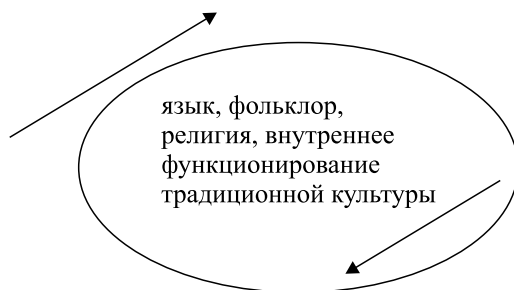 язык, фольклор,
религия, внутреннее
функционирование
традиционной культуры